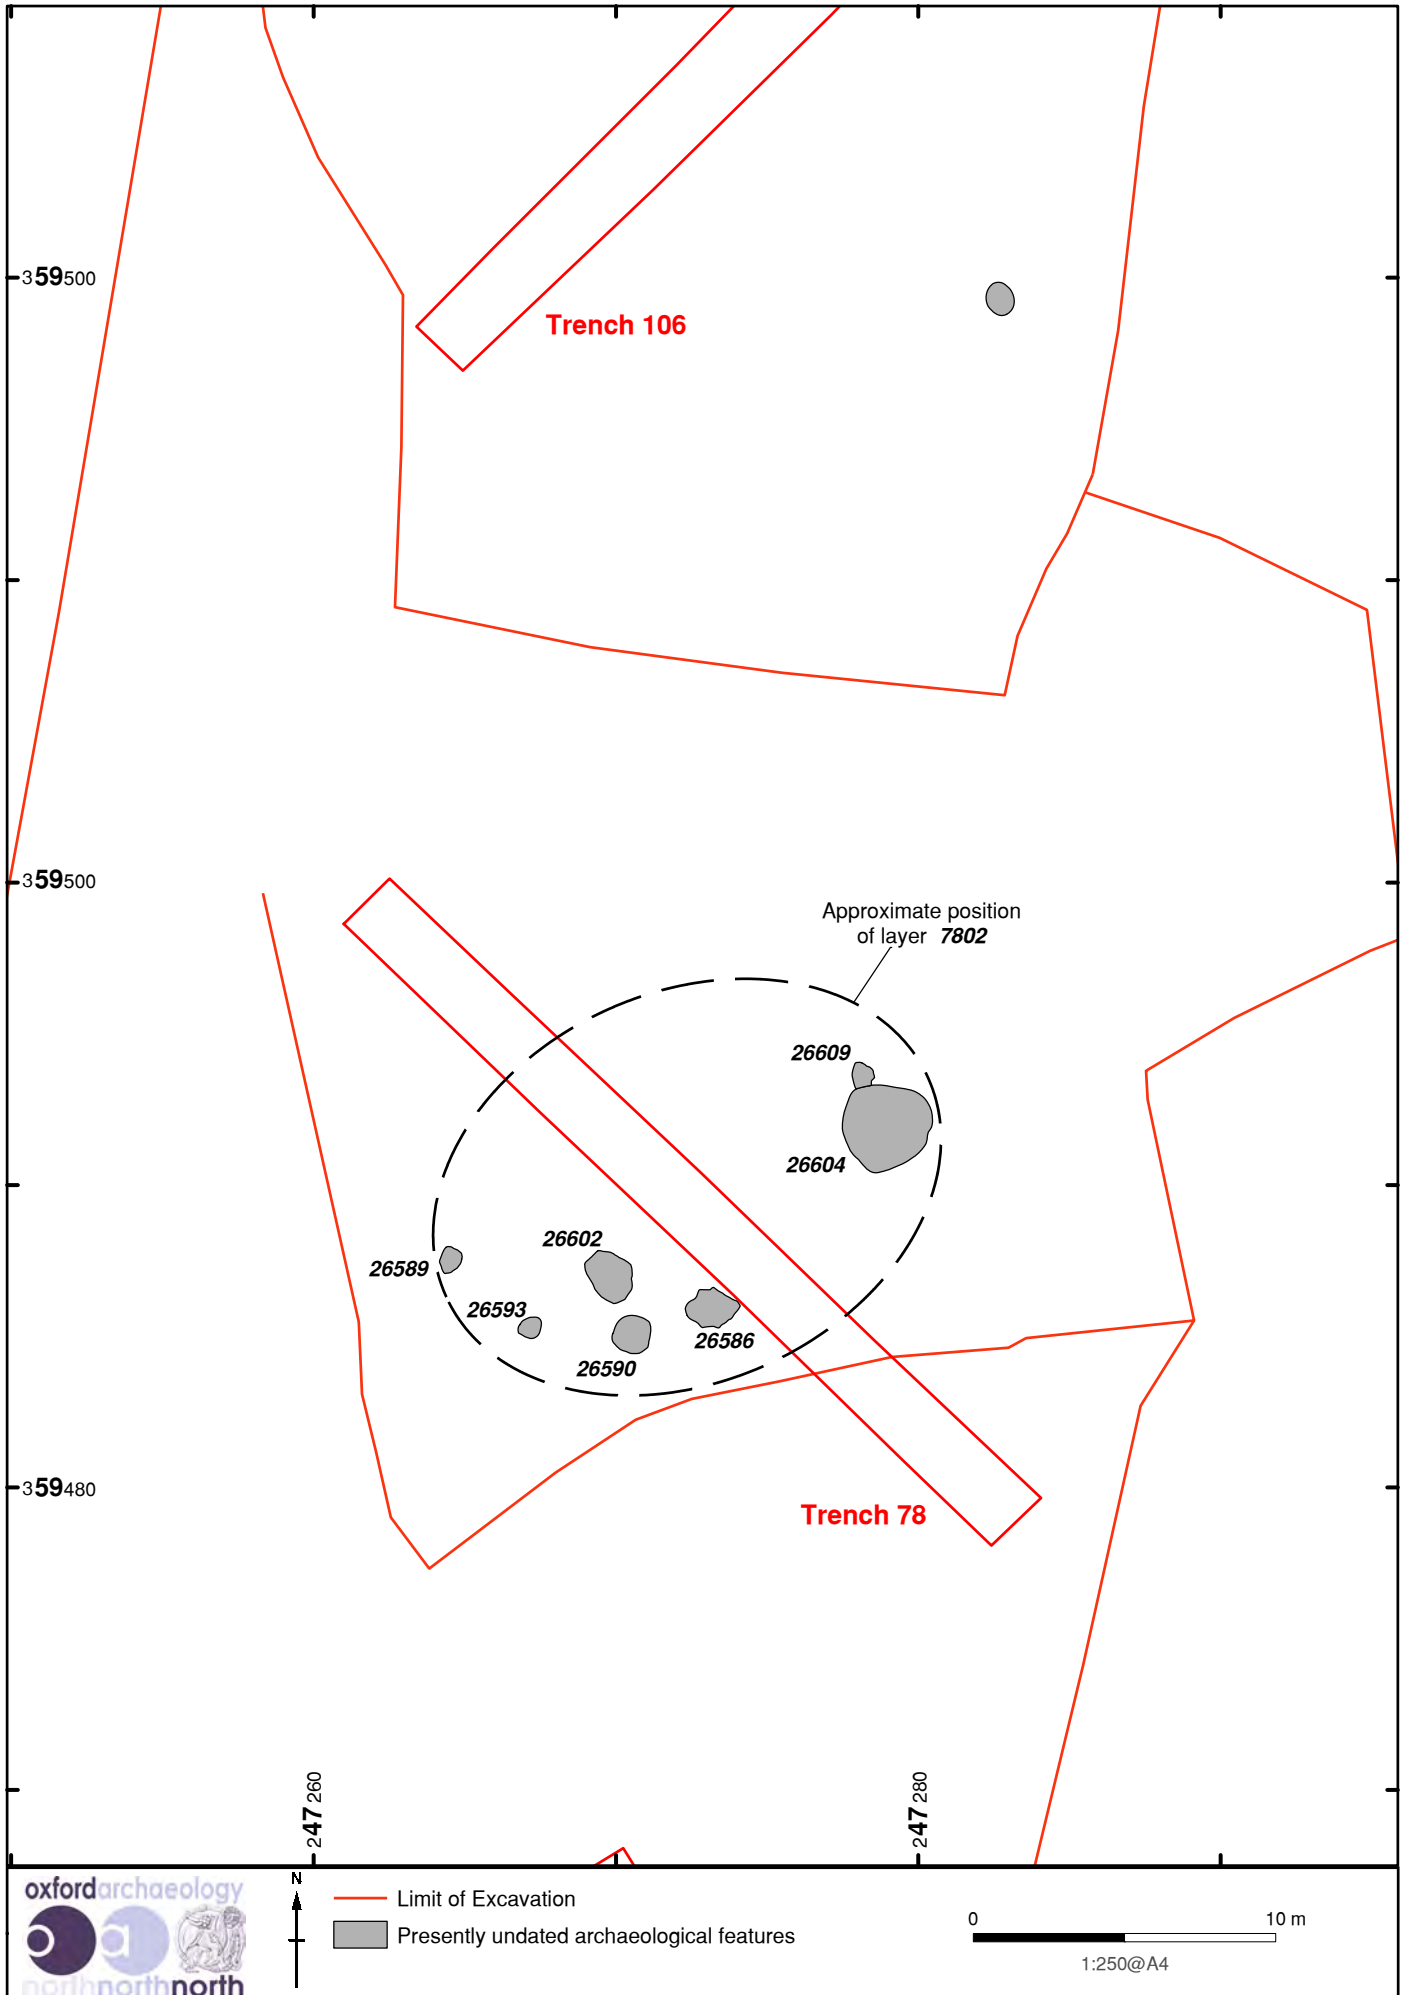 359500
Trench 106
359500
Approximate position
of layer 7802
26609
26604
26602
26589
26593
26586
26590
359480
Trench 78
247260
247280
oxfordarchaeology
northnorthnorth
N
Limit of Excavation
Presently undated archaeological features
0 10 m
1:250@A4